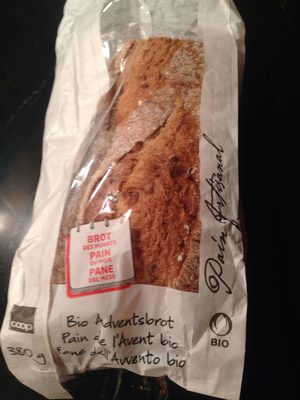 Pain Artisanal
BROT
DES MONATS
PAIN
DU MOIS
PANE
DEL MESE
coop
380 g
Bio Adventsbrot
Pain de l'Avent bio
Pane dell'Avvento bio
BIO